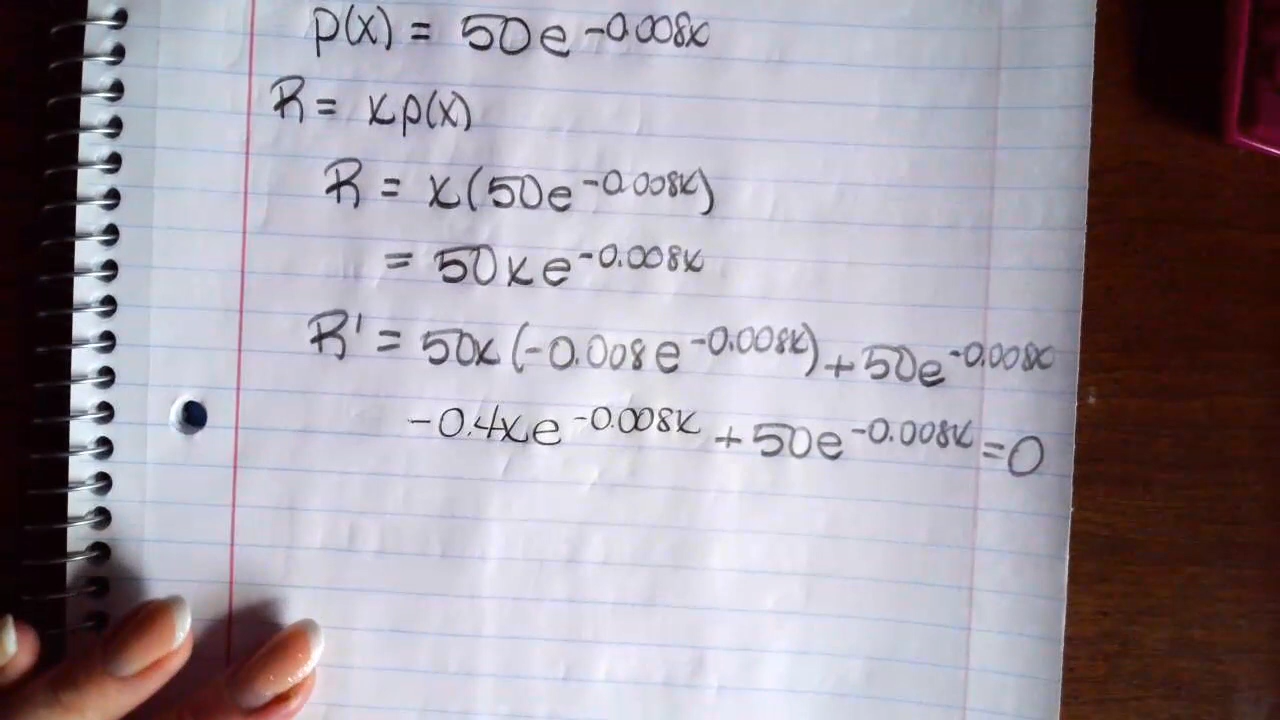 p(x) = 50e^-0.008x
R = xp(x)
R = x(50e^-0.008x)
= 50xe^-0.008x
R' = 50x(-0.008e^-0.008x) + 50e^-0.008x
-0.4xe^-0.008x + 50e^-0.008x = 0